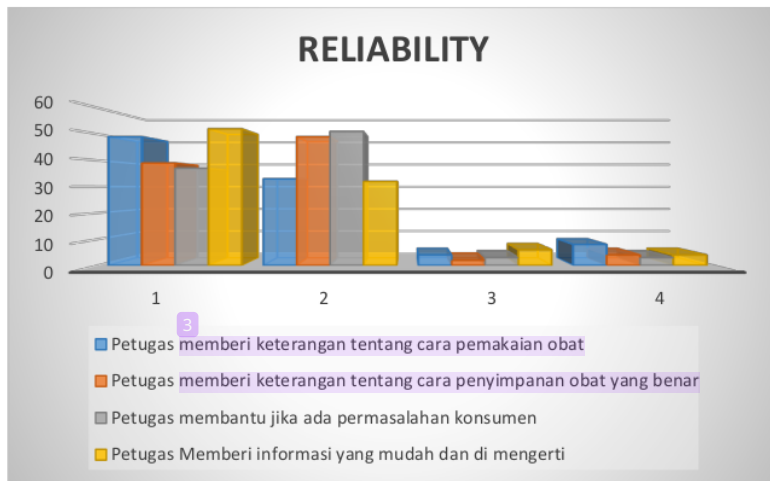 RELIABILITY
60
50
40
30
20
10
0
1 2 3 4
3
Petugas memberi keterangan tentang cara pemakaian obat
Petugas memberi keterangan tentang cara penyimpanan obat yang benar
Petugas membantu jika ada permasalahan konsumen
Petugas Memberi informasi yang mudah dan di mengerti